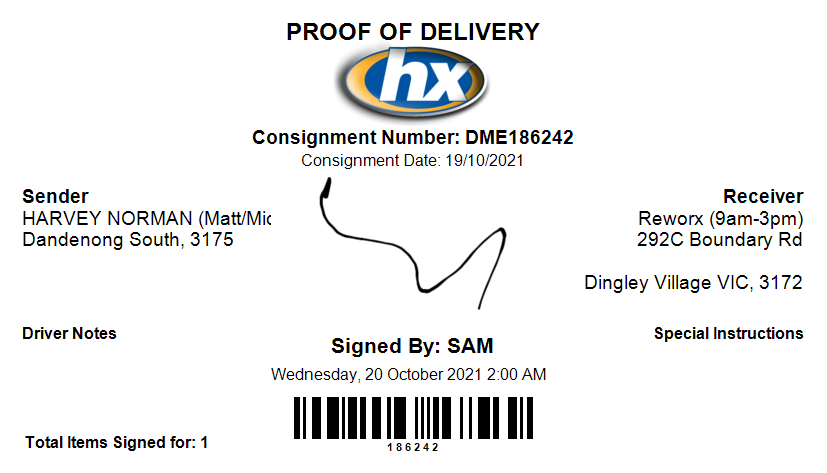 PROOF OF DELIVERY
hx
Consignment Number: DME186242
Consignment Date: 19/10/2021
Sender
HARVEY NORMAN (Matt/Mic
Dandenong South, 3175
Receiver
Reworx (9am-3pm)
292C Boundary Rd
Dingley Village VIC, 3172
Driver Notes
Special Instructions
Signed By: SAM
Wednesday, 20 October 2021 2:00 AM
186242
Total Items Signed for: 1